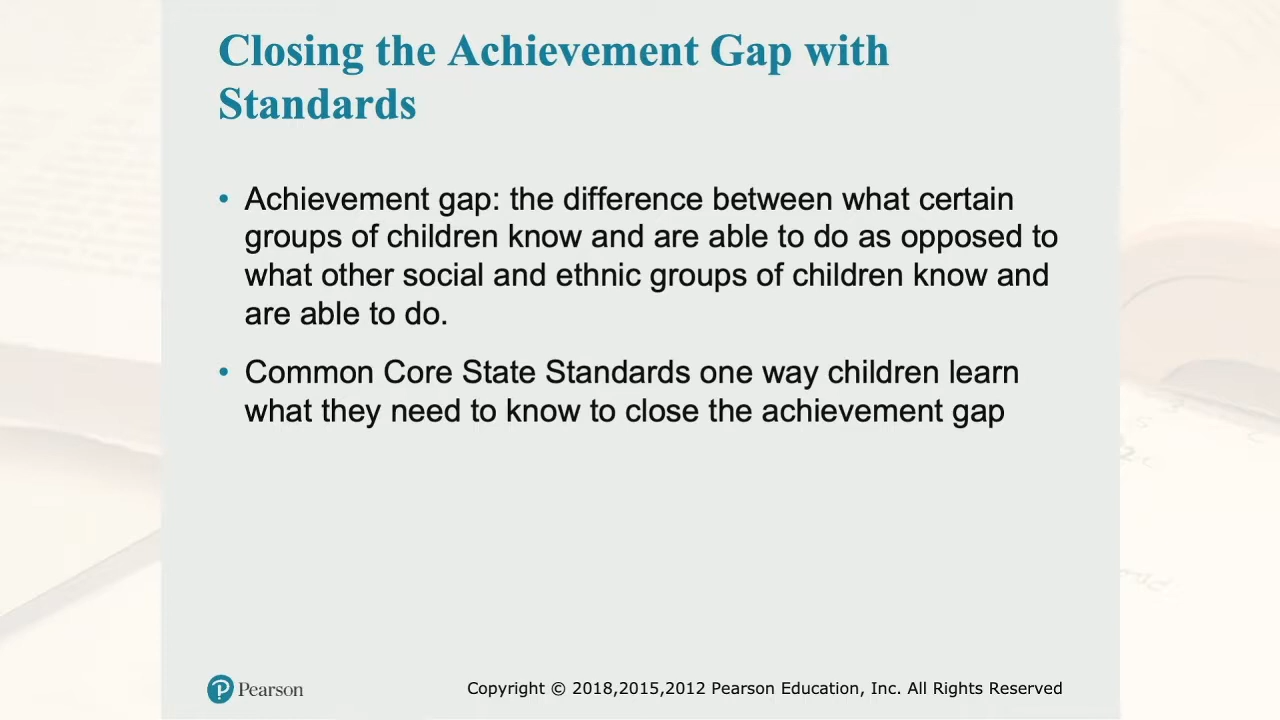 Closing the Achievement Gap with
Standards
• Achievement gap: the difference between what certain
groups of children know and are able to do as opposed to
what other social and ethnic groups of children know and
are able to do.
• Common Core State Standards one way children learn
what they need to know to close the achievement gap
Pearson
Copyright © 2018,2015,2012 Pearson Education, Inc. All Rights Reserved